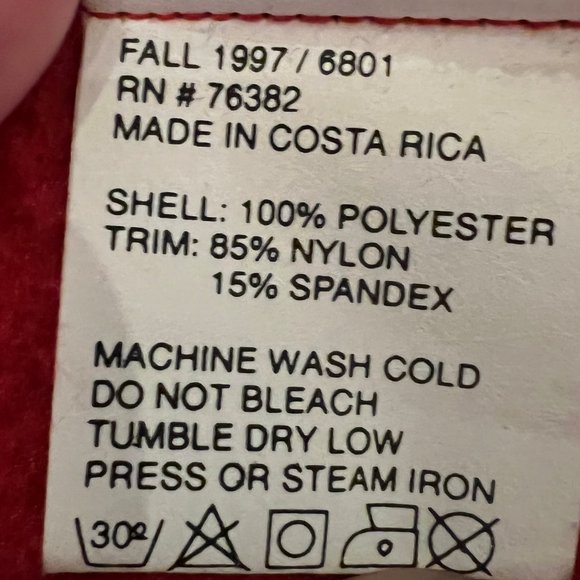 FALL 1997 / 6801
RN # 76382
MADE IN COSTA RICA
SHELL: 100% POLYESTER
TRIM: 85% NYLON
15% SPANDEX
MACHINE WASH COLD
DO NOT BLEACH
TUMBLE DRY LOW
PRESS OR STEAM IRON
30º